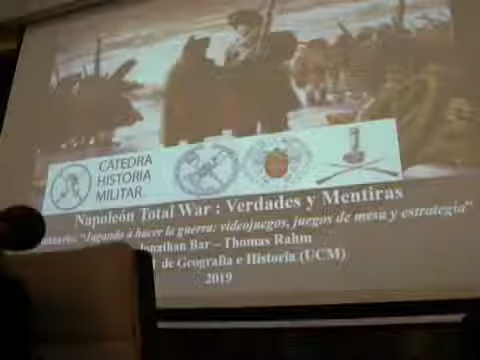 CÁTEDRA
HISTORIA
MILITAR
Napoleón Total War : Verdades y Mentiras
"Jugando a hacer la guerra: videojuegos, juegos de mesa y estrategia"
Jonathan Bar – Thomas Rahm
de Geografía e Historia (UCM)
2019